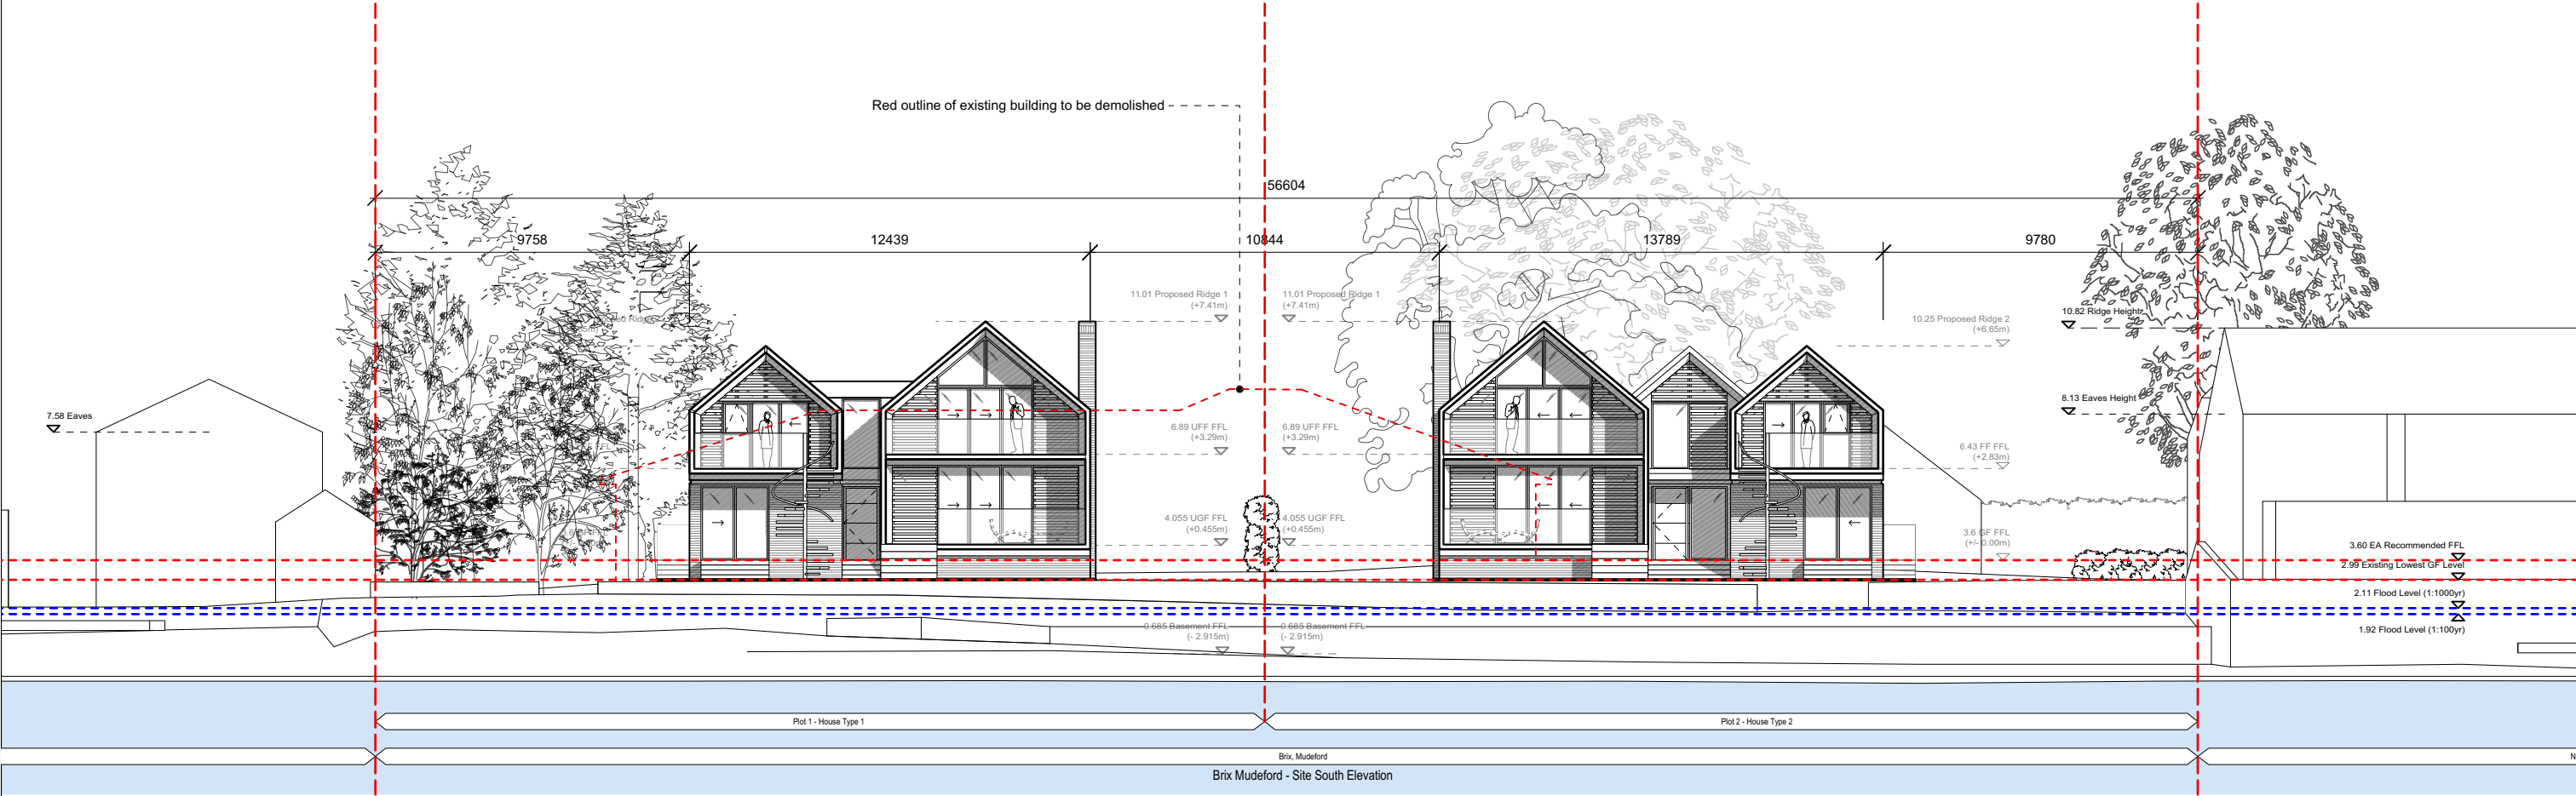 Red outline of existing building to be demolished
56604
9758
12439
10844
13789
9780
11.01 Proposed Ridge 1
(+7.41m)
11.01 Proposed Ridge 1
(+7.41m)
10.25 Proposed Ridge 2
(+6.65m)
10.82 Ridge Height
7.58 Eaves
8.13 Eaves Height
6.89 UFF FFL
(+3.29m)
6.89 UFF FFL
(+3.29m)
6.43 FF FFL
(+2.83m)
4.055 UGF FFL
(+0.455m)
4.055 UGF FFL
(+0.455m)
3.6 GF FFL
(+/- 0.00m)
3.60 EA Recommended FFL
2.99 Existing Lowest GF Level
2.11 Flood Level (1:1000yr)
1.92 Flood Level (1:100yr)
0.685 Basement FFL
(- 2.915m)
0.685 Basement FFL
(- 2.915m)
Plot 1 - House Type 1
Plot 2 - House Type 2
Brix, Mudeford
N
Brix Mudeford - Site South Elevation